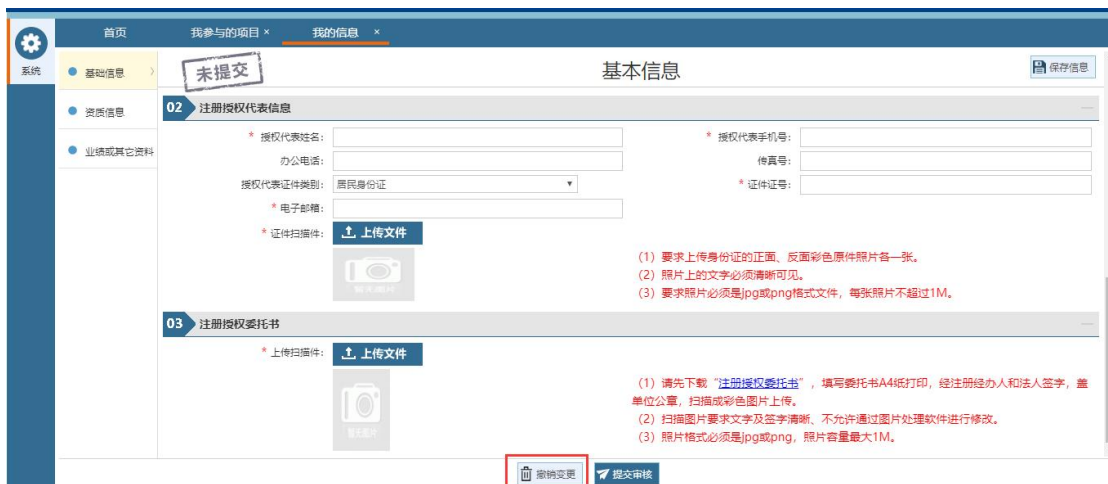 首页 我参与的项目 × 我的信息 ×
系统
基础信息
资质信息
业绩或其它资料
未提交
基本信息
保存信息
02 注册授权代表信息
* 授权代表姓名: * 授权代表手机号:
办公电话: 传真号:
授权代表证件类别: 居民身份证 * 证件证号:
* 电子邮箱:
* 证件扫描件: 上传文件
暂无图片
(1) 要求上传身份证的正面、反面彩色原件照片各一张。
(2) 照片上的文字必须清晰可见。
(3) 要求照片必须是jpg或png格式文件，每张照片不超过1M。
03 注册授权委托书
* 上传扫描件: 上传文件
暂无图片
(1) 请先下载“注册授权委托书”，填写委托书A4纸打印，经注册经办人和法人签字，盖
单位公章，扫描成彩色图片上传。
(2) 扫描图片要求文字及签字清晰、不允许通过图片处理软件进行修改。
(3) 照片格式必须是jpg或png，照片容量最大1M。
撤销变更 提交审核